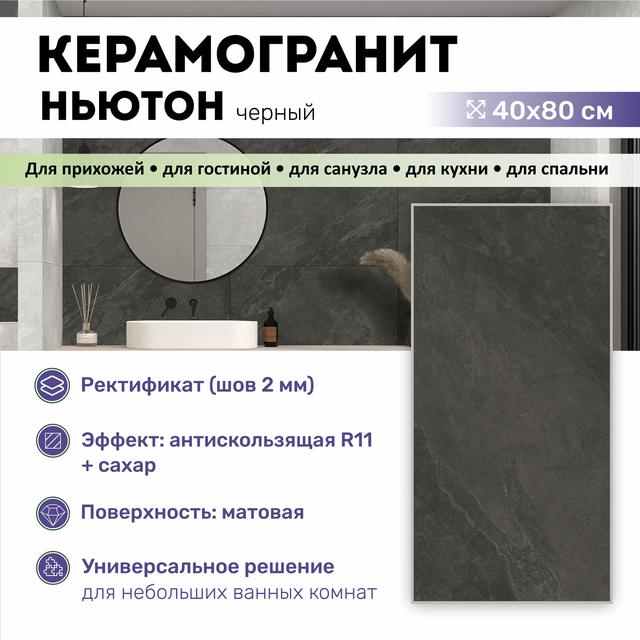 КЕРАМОГРАНИТ
НЬЮТОН черный
40x80 см
Для прихожей • для гостиной • для санузла • для кухни • для спальни
Ректификат (шов 2 мм)
Эффект: антискользящая R11
+ сахар
Поверхность: матовая
Универсальное решение
для небольших ванных комнат